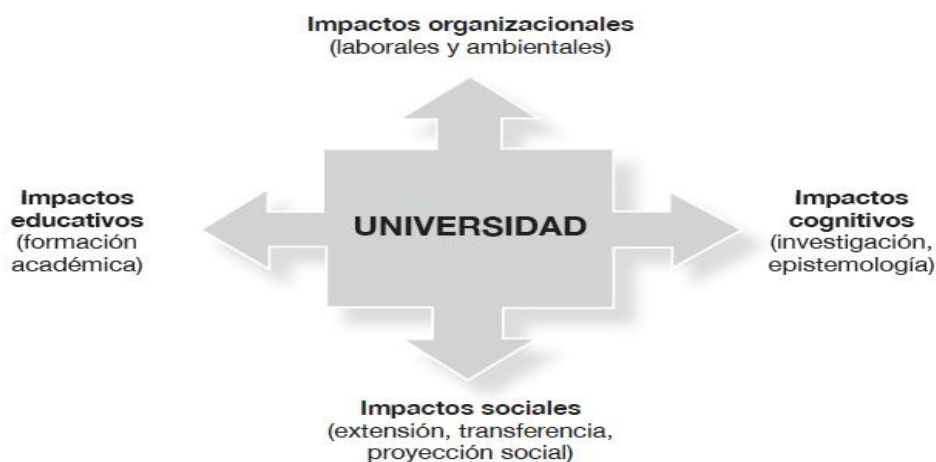 Impactos organizacionales
(laborales y ambientales)
Impactos
educativos
(formación
académica)
UNIVERSIDAD
Impactos
cognitivos
(investigación,
epistemología)
Impactos sociales
(extensión, transferencia,
proyección social)